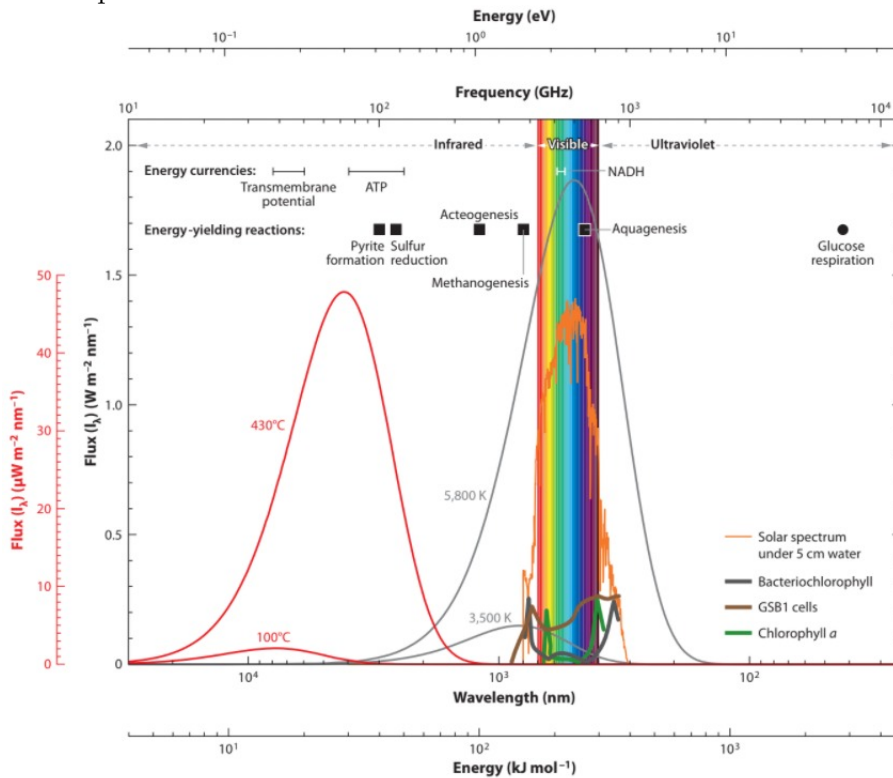 Energy (eV)
10⁻¹ 10⁰ 10¹
Frequency (GHz)
10¹ 10² 10³ 10⁴
2.0
Infrared Visible Ultraviolet
Energy currencies:
Transmembrane
potential
ATP
NADH
Energy-yielding reactions:
Pyrite
formation
Sulfur
reduction
Acteogenesis
Methanogenesis
Aquagenesis
Glucose
respiration
1.5
1.0
0.5
0
50
40
30
20
10
0
Flux (I_λ) (μW m⁻² nm⁻¹)
Flux (I_λ) (W m⁻² nm⁻¹)
430°C
100°C
5,800 K
3,500 K
Solar spectrum
under 5 cm water
Bacteriochlorophyll
GSB1 cells
Chlorophyll a
10⁴ 10³ 10²
Wavelength (nm)
10¹ 10² 10³
Energy (kJ mol⁻¹)